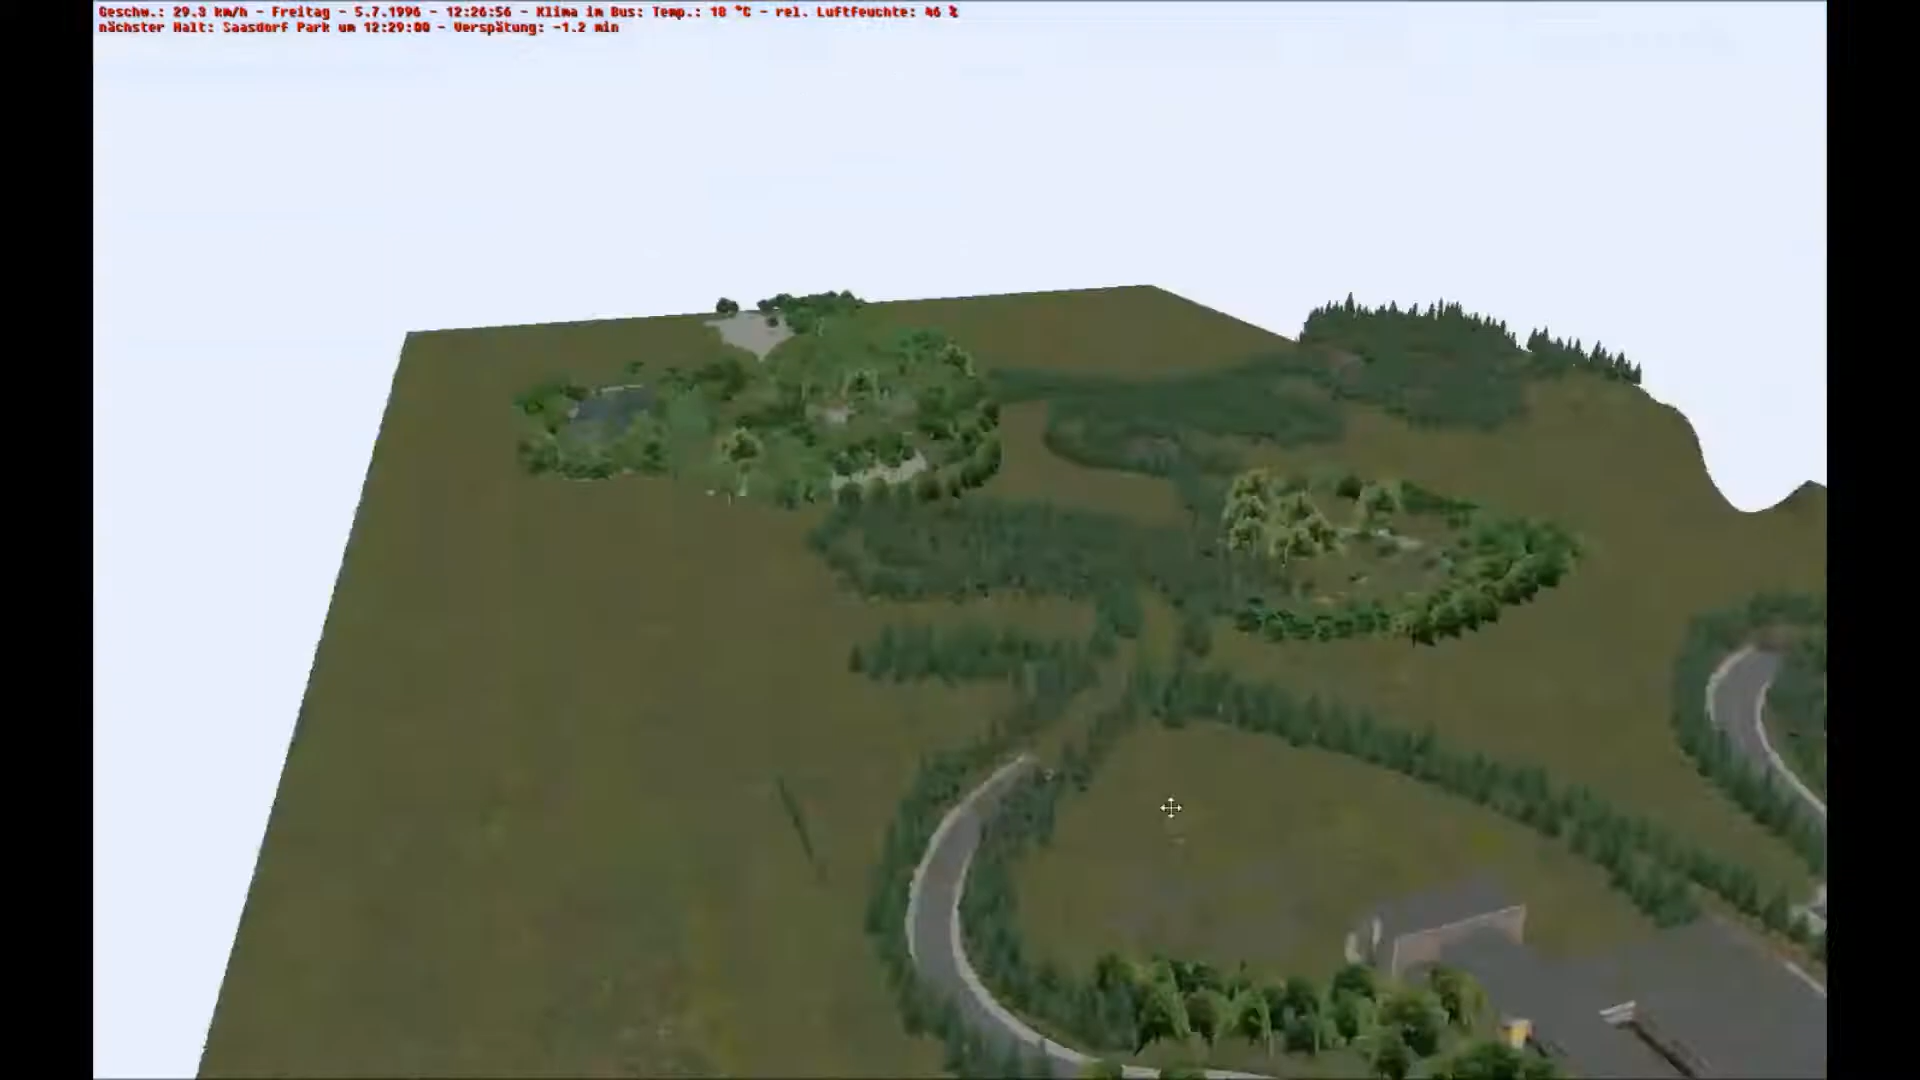 Geschw.: 29.3 km/h - Freitag - 5.7.1996 - 12:26:56 - Klima im Bus: Temp.: 18 °C - rel. Luftfeuchte: 46 %
nächster Halt: Saasdorf Park um 12:29:00 - Verspätung: -1.2 min